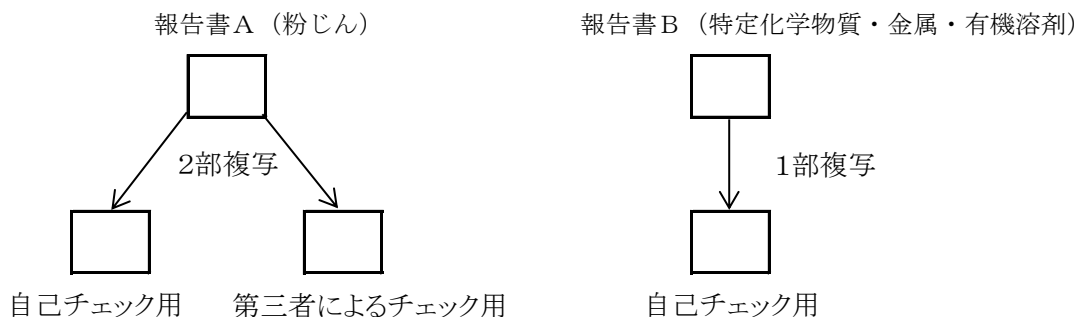 報告書A（粉じん）
報告書B（特定化学物質・金属・有機溶剤）
2部複写
1部複写
自己チェック用
第三者によるチェック用
自己チェック用